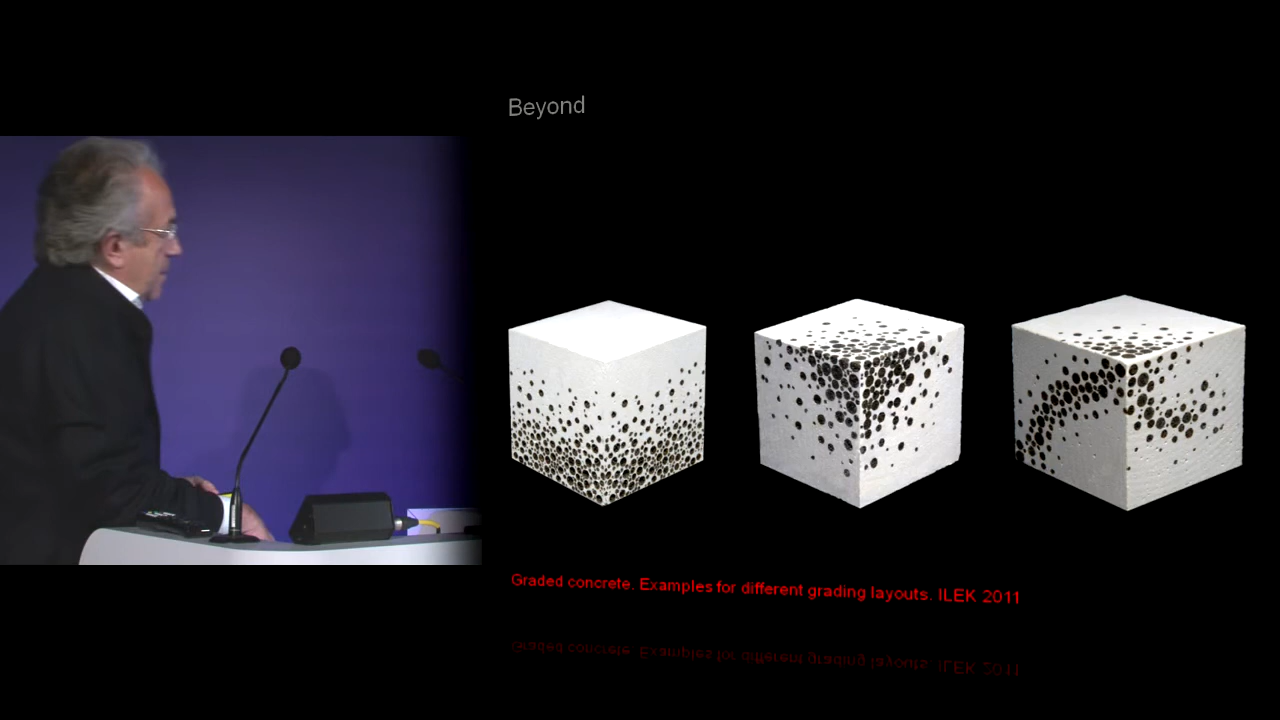 Beyond
Graded concrete. Examples for different grading layouts. ILEK 2011